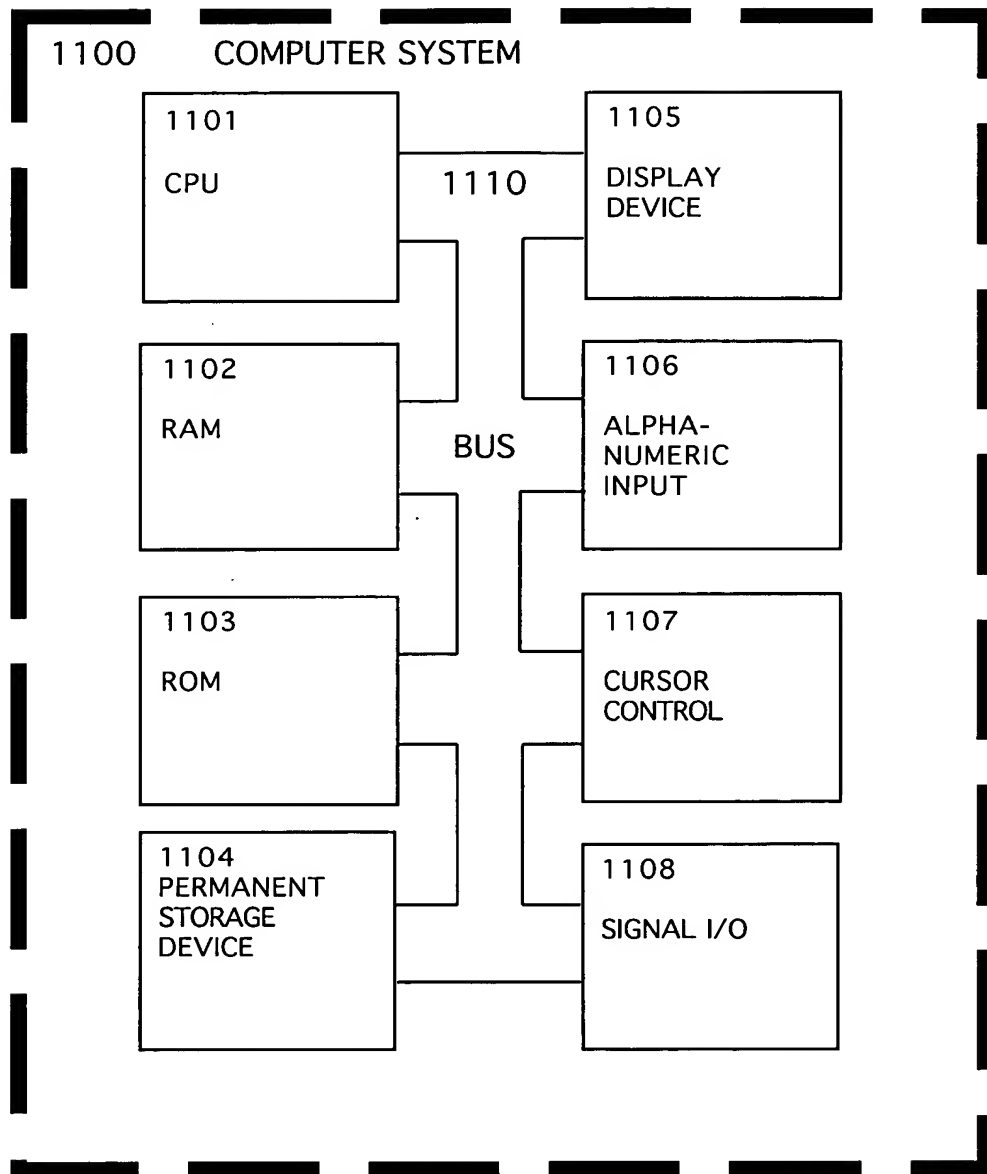 1100 COMPUTER SYSTEM
1101
CPU
1110
1105
DISPLAY
DEVICE
1102
RAM
BUS
1106
ALPHA-
NUMERIC
INPUT
1103
ROM
1107
CURSOR
CONTROL
1104
PERMANENT
STORAGE
DEVICE
1108
SIGNAL I/O